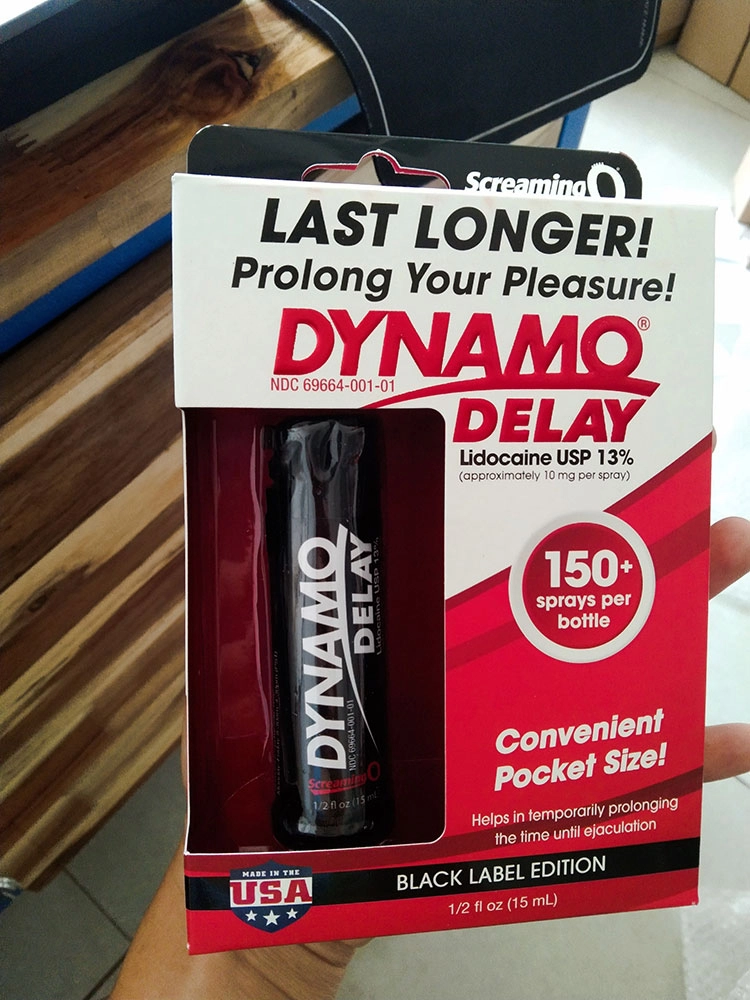 Screaming O
LAST LONGER!
Prolong Your Pleasure!
DYNAMO®
NDC 69664-001-01
DELAY
Lidocaine USP 13%
(approximately 10 mg per spray)
150+
sprays per
bottle
DYNAMO
DELAY
Lidocaine USP 13%
NDC 69664-001-01
Screaming O
1/2 fl oz (15 mL
Convenient
Pocket Size!
Helps in temporarily prolonging
the time until ejaculation
MADE IN THE
USA
BLACK LABEL EDITION
1/2 fl oz (15 mL)